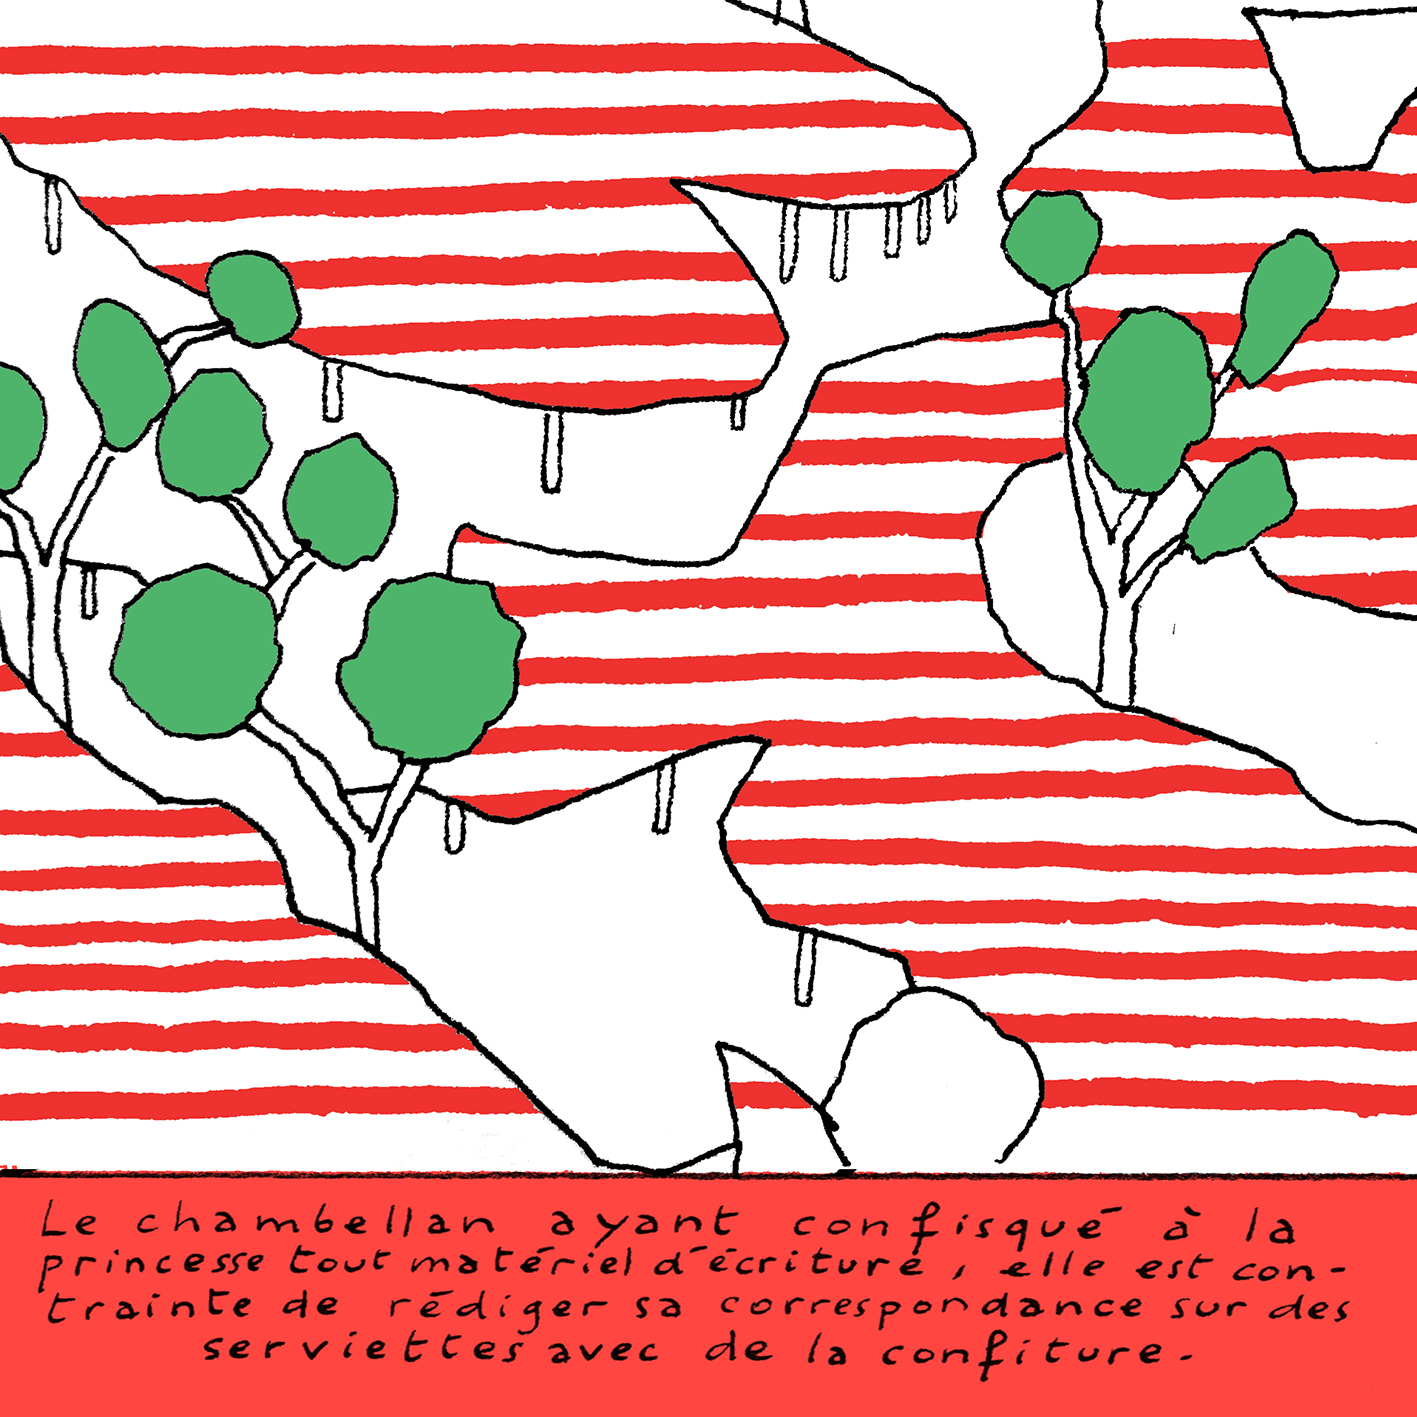 Le chambellan ayant confisqué à la
princesse tout matériel d'écriture, elle est con-
trainte de rédiger sa correspondance sur des
serviettes avec de la confiture.